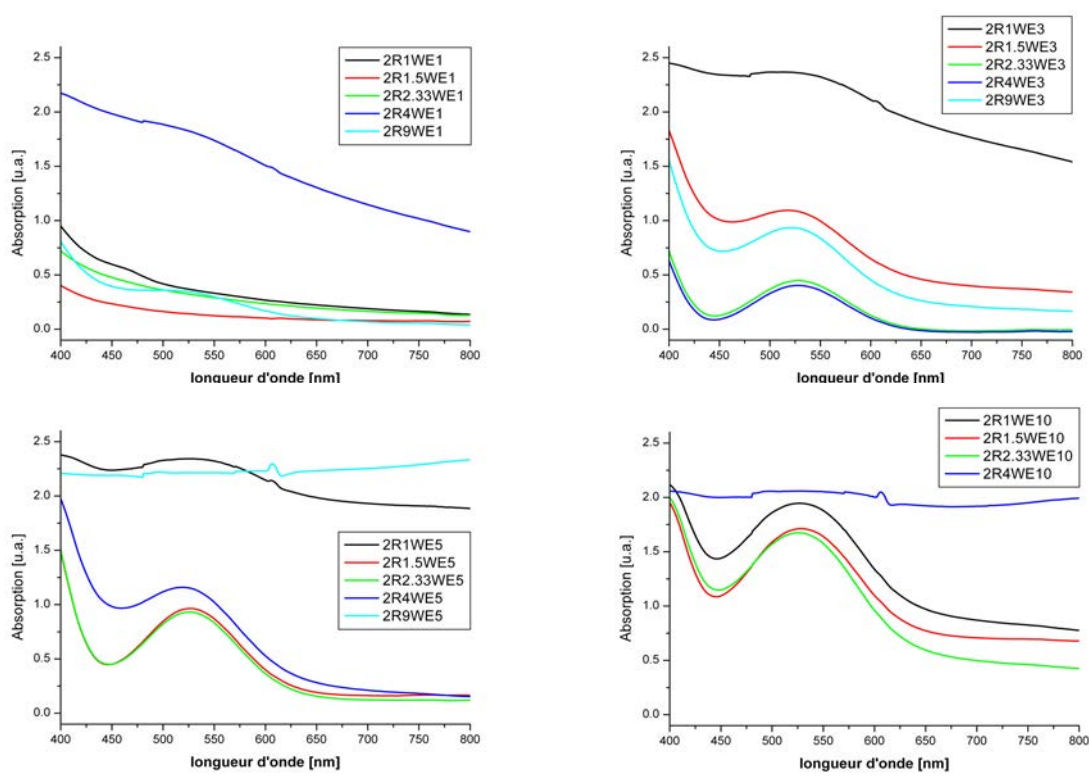 2R1WE1
2R1.5WE1
2R2.33WE1
2R4WE1
2R9WE1
Absorption [u.a.]
2.5
2.0
1.5
1.0
0.5
0.0
400 450 500 550 600 650 700 750 800
longueur d'onde [nm]
2R1WE3
2R1.5WE3
2R2.33WE3
2R4WE3
2R9WE3
Absorption [u.a.]
2.5
2.0
1.5
1.0
0.5
0.0
400 450 500 550 600 650 700 750 800
longueur d'onde [nm]
2R1WE5
2R1.5WE5
2R2.33WE5
2R4WE5
2R9WE5
Absorption [u.a.]
2.5
2.0
1.5
1.0
0.5
0.0
400 450 500 550 600 650 700 750 800
longueur d'onde [nm]
2R1WE10
2R1.5WE10
2R2.33WE10
2R4WE10
Absorption [u.a.]
2.5
2.0
1.5
1.0
0.5
0.0
400 450 500 550 600 650 700 750 800
longueur d'onde [nm]